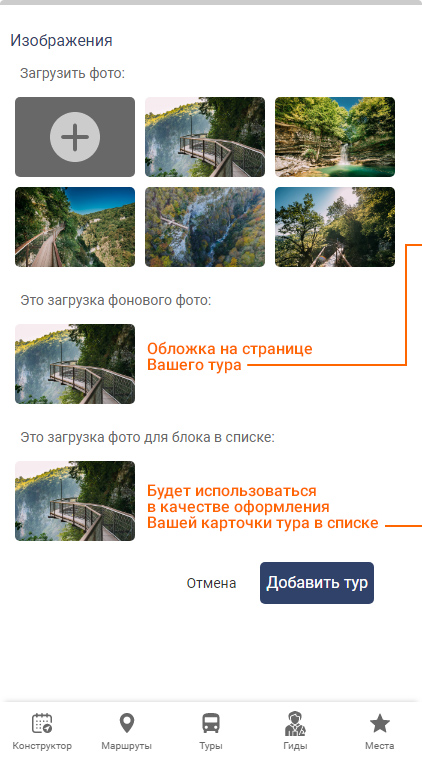 Изображения
Загрузить фото:
Это загрузка фонового фото:
Обложка на странице
Вашего тура
Это загрузка фото для блока в списке:
Будет использоваться
в качестве оформления
Вашей карточки тура в списке
Отмена
Добавить тур
Конструктор
Маршруты
Туры
Гиды
Места